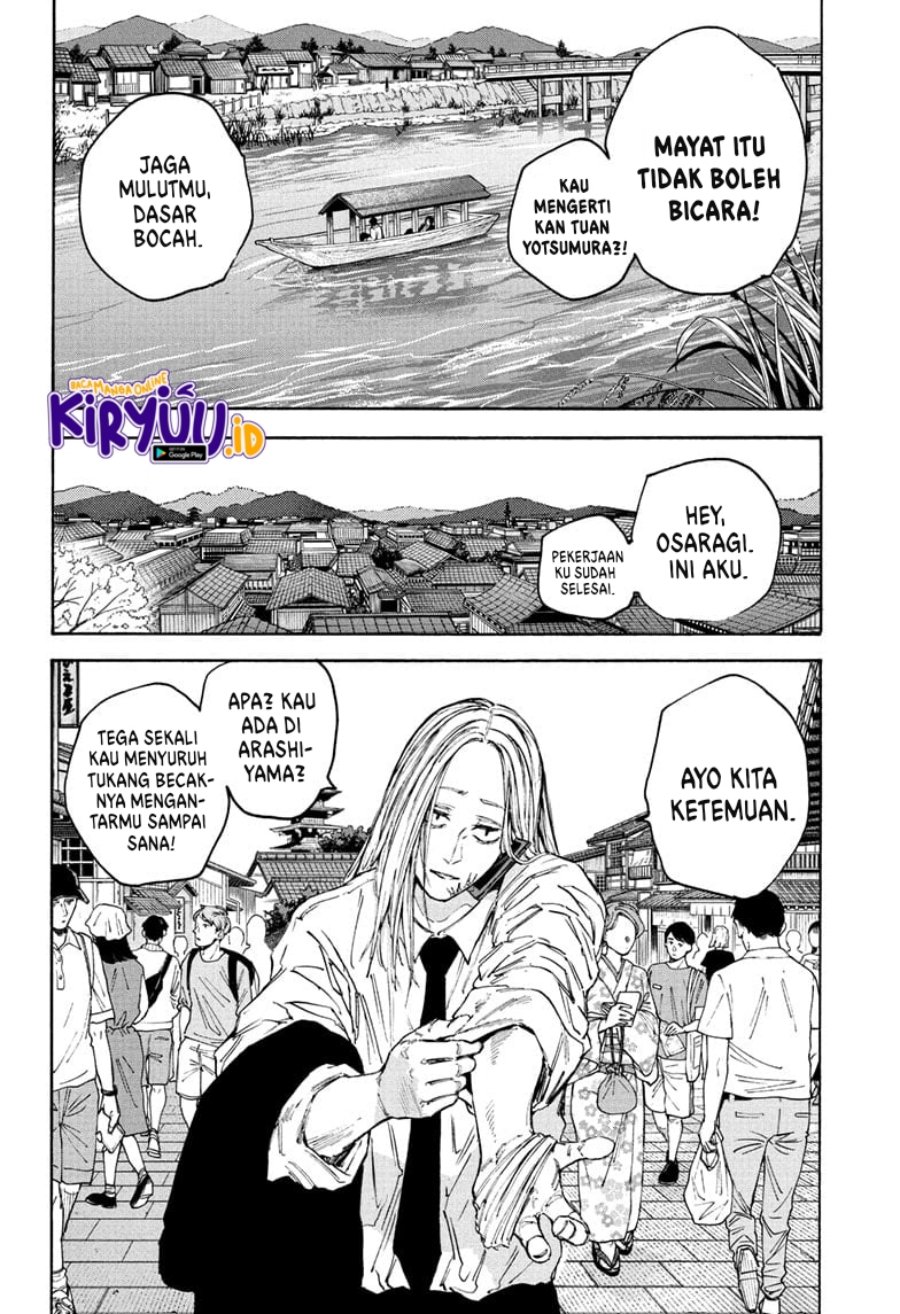 MAYAT ITU
TIDAK BOLEH
BICARA!
KAU
MENGERTI
KAN TUAN
YOTSUMURA?!
JAGA
MULUTMU,
DASAR
BOCAH.
BACA MANGA ONLINE
KIRYUU.iD
GET IT ON
Google Play
HEY,
OSARAGI.
INI AKU.
PEKERJAAN
KU SUDAH
SELESAI.
AYO KITA
KETEMUAN.
APA? KAU
ADA DI
ARASHI-
YAMA?
TEGA SEKALI
KAU MENYURUH
TUKANG BECAK-
NYA MENGAN-
TARMU SAMPAI
SANA!